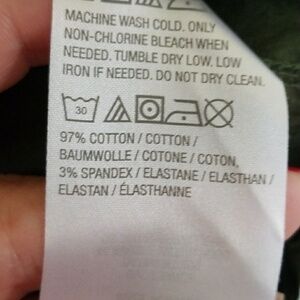 MACHINE WASH COLD. ONLY
NON-CHLORINE BLEACH WHEN
NEEDED. TUMBLE DRY LOW. LOW
IRON IF NEEDED. DO NOT DRY CLEAN.
30
97% COTTON / COTTON /
BAUMWOLLE / COTONE / COTON,
3% SPANDEX / ELASTANE / ELASTHAN /
ELASTAN / ÉLASTHANNE